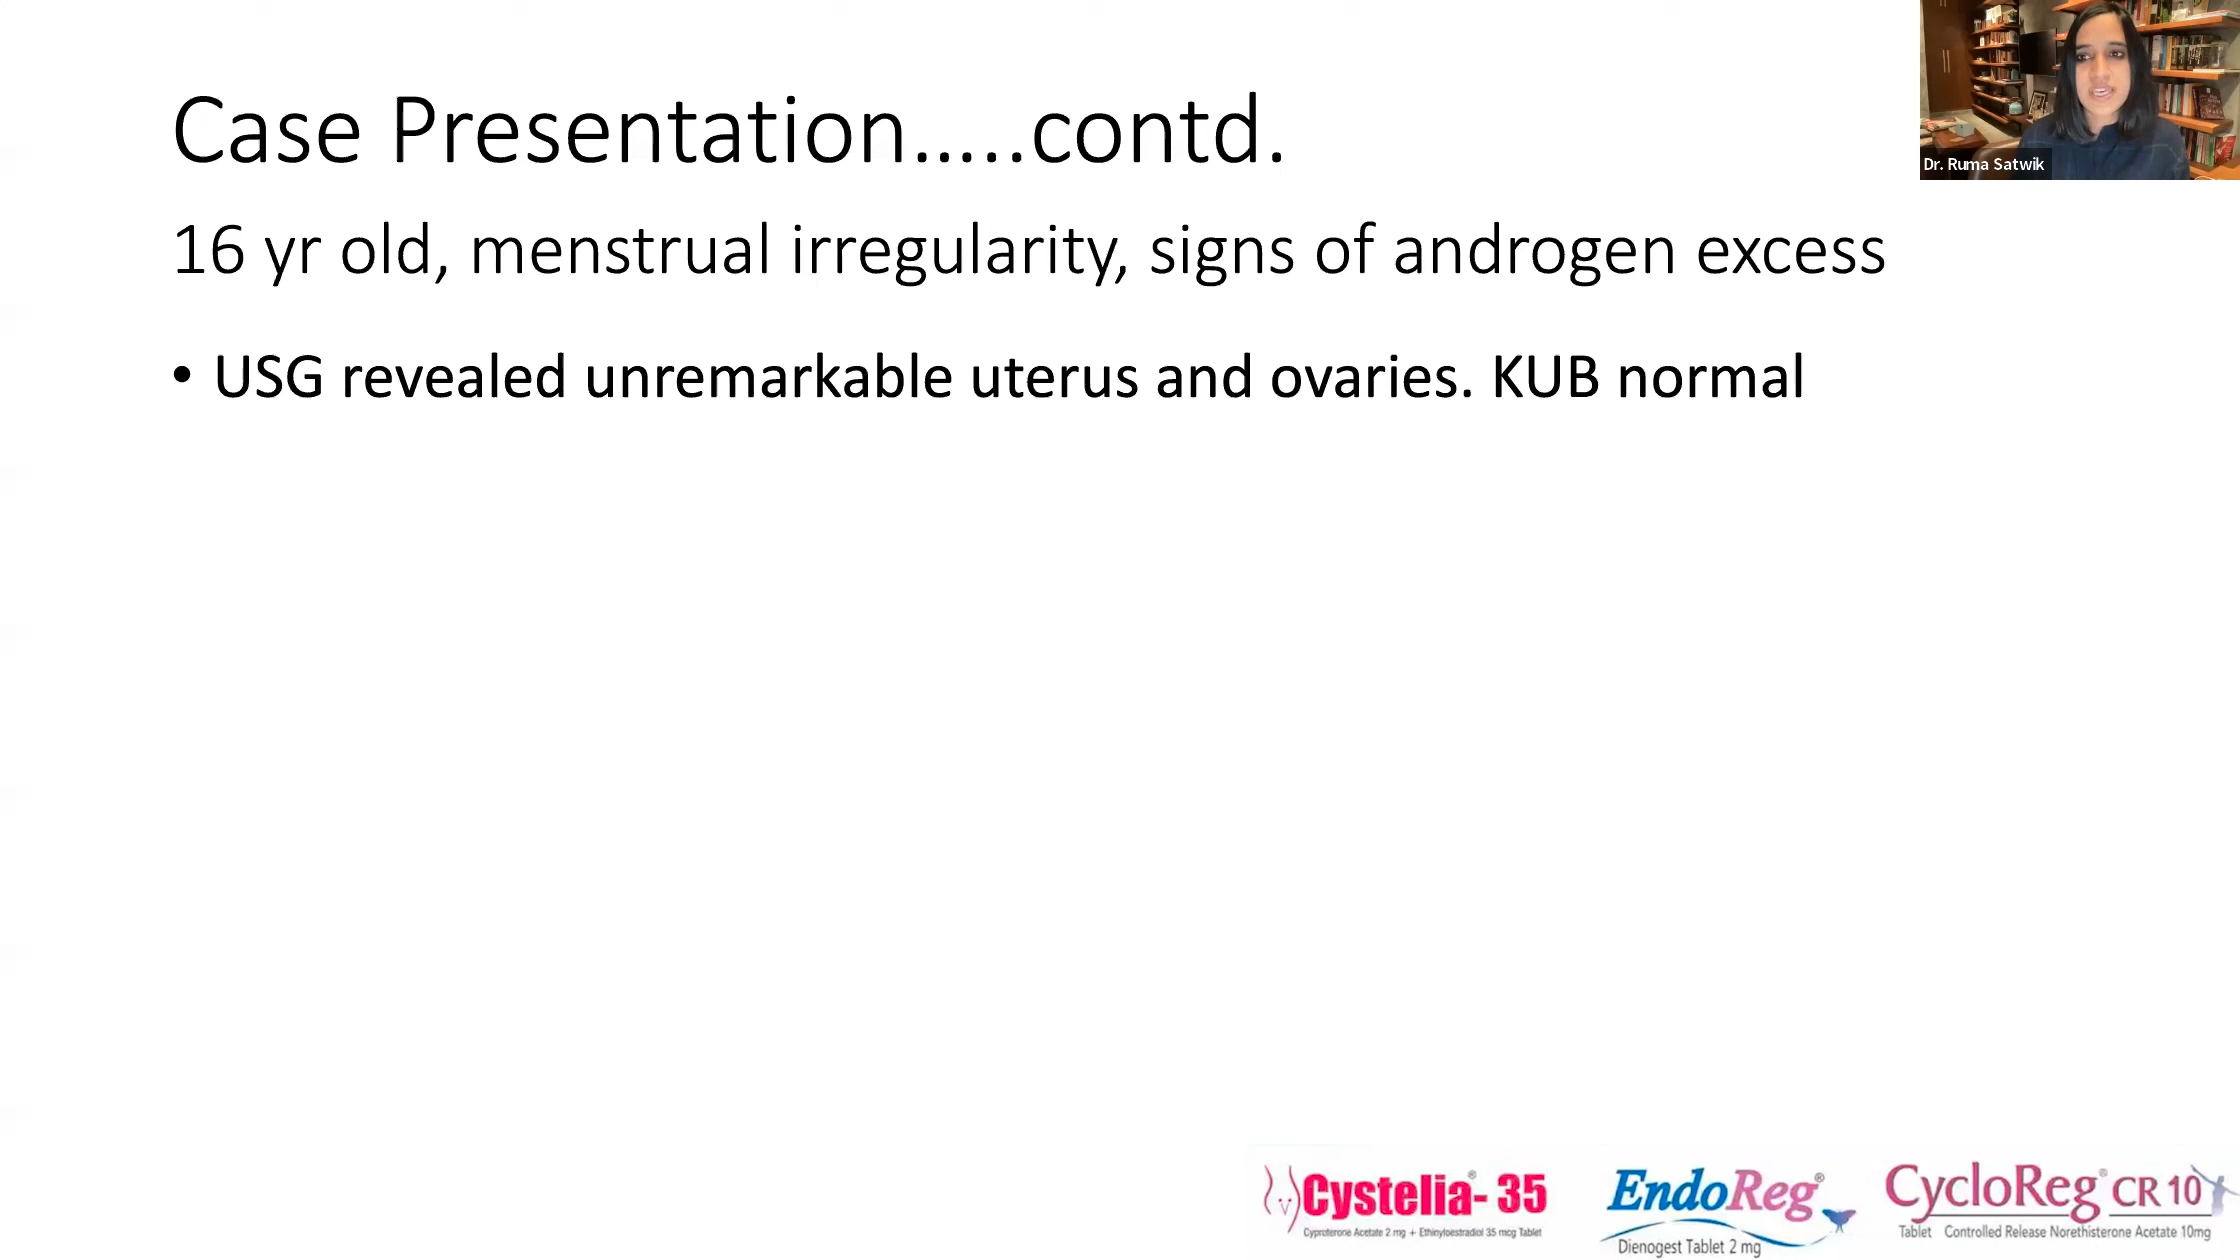 Case Presentation.....contd.
16 yr old, menstrual irregularity, signs of androgen excess
• USG revealed unremarkable uterus and ovaries. KUB normal
Dr. Ruma Satwik
Cystelia®- 35
Cyproterone Acetate 2 mg + Ethinyloestradiol 35 mcg Tablet
EndoReg®
Dienogest Tablet 2 mg
CycloReg® CR 10
Tablet Controlled Release Norethisterone Acetate 10mg